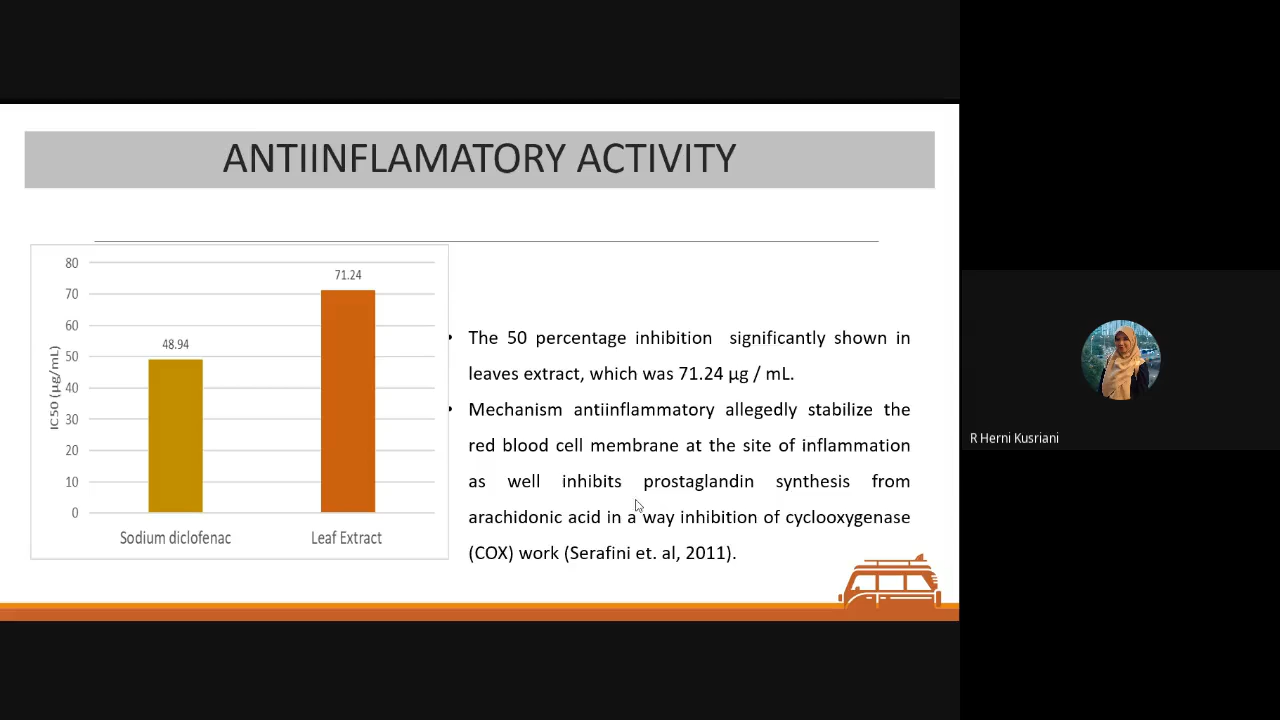 ANTIINFLAMATORY ACTIVITY
80
70
60
50
40
30
20
10
0
IC50 (µg/mL)
48.94
71.24
Sodium diclofenac
Leaf Extract
• The 50 percentage inhibition significantly shown in
leaves extract, which was 71.24 µg / mL.
• Mechanism antiinflammatory allegedly stabilize the
red blood cell membrane at the site of inflammation
as well inhibits prostaglandin synthesis from
arachidonic acid in a way inhibition of cyclooxygenase
(COX) work (Serafini et. al, 2011).
R Herni Kusriani